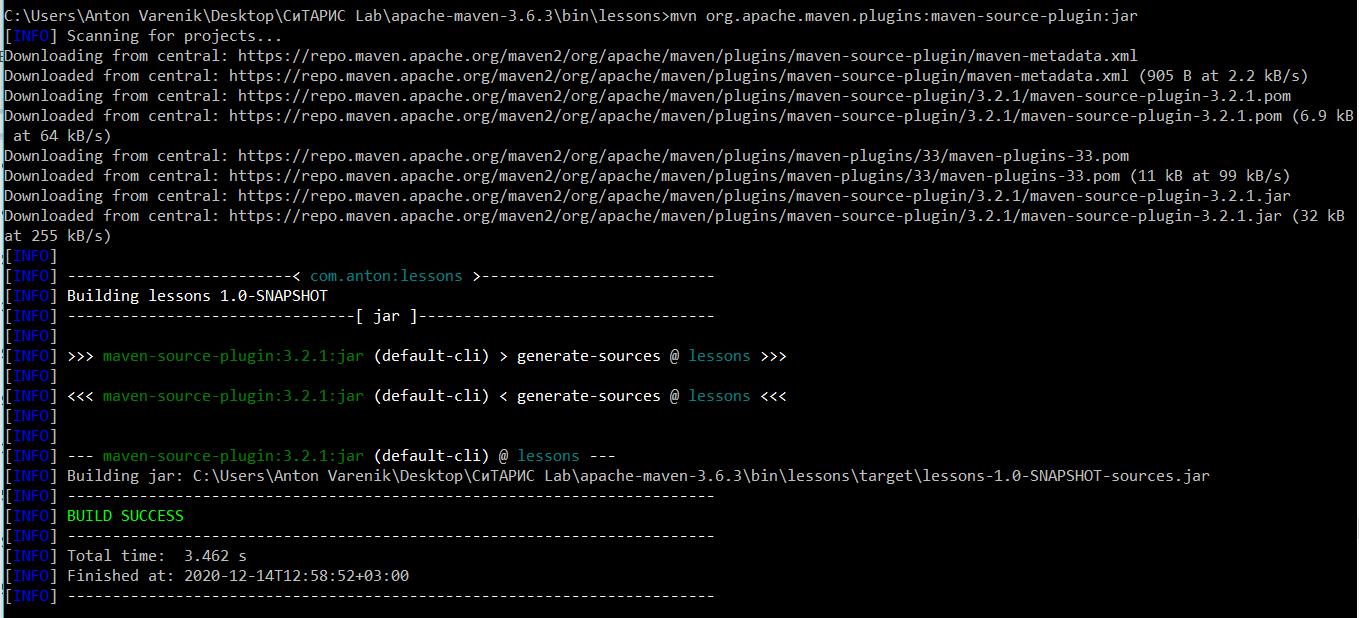 C:\Users\Anton Varenik\Desktop\СиТАРИС Lab\apache-maven-3.6.3\bin\lessons>mvn org.apache.maven.plugins:maven-source-plugin:jar
[INFO] Scanning for projects...
Downloading from central: https://repo.maven.apache.org/maven2/org/apache/maven/plugins/maven-source-plugin/maven-metadata.xml
Downloaded from central: https://repo.maven.apache.org/maven2/org/apache/maven/plugins/maven-source-plugin/maven-metadata.xml (905 B at 2.2 kB/s)
Downloading from central: https://repo.maven.apache.org/maven2/org/apache/maven/plugins/maven-source-plugin/3.2.1/maven-source-plugin-3.2.1.pom
Downloaded from central: https://repo.maven.apache.org/maven2/org/apache/maven/plugins/maven-source-plugin/3.2.1/maven-source-plugin-3.2.1.pom (6.9 kB
 at 64 kB/s)
Downloading from central: https://repo.maven.apache.org/maven2/org/apache/maven/plugins/maven-plugins/33/maven-plugins-33.pom
Downloaded from central: https://repo.maven.apache.org/maven2/org/apache/maven/plugins/maven-plugins/33/maven-plugins-33.pom (11 kB at 99 kB/s)
Downloading from central: https://repo.maven.apache.org/maven2/org/apache/maven/plugins/maven-source-plugin/3.2.1/maven-source-plugin-3.2.1.jar
Downloaded from central: https://repo.maven.apache.org/maven2/org/apache/maven/plugins/maven-source-plugin/3.2.1/maven-source-plugin-3.2.1.jar (32 kB
at 255 kB/s)
[INFO]
[INFO] -------------------------< com.anton:lessons >--------------------------
[INFO] Building lessons 1.0-SNAPSHOT
[INFO] --------------------------------[ jar ]---------------------------------
[INFO]
[INFO] >>> maven-source-plugin:3.2.1:jar (default-cli) > generate-sources @ lessons >>>
[INFO]
[INFO] <<< maven-source-plugin:3.2.1:jar (default-cli) < generate-sources @ lessons <<<
[INFO]
[INFO]
[INFO] --- maven-source-plugin:3.2.1:jar (default-cli) @ lessons ---
[INFO] Building jar: C:\Users\Anton Varenik\Desktop\СиТАРИС Lab\apache-maven-3.6.3\bin\lessons\target\lessons-1.0-SNAPSHOT-sources.jar
[INFO] ------------------------------------------------------------------------
[INFO] BUILD SUCCESS
[INFO] ------------------------------------------------------------------------
[INFO] Total time:  3.462 s
[INFO] Finished at: 2020-12-14T12:58:52+03:00
[INFO] ------------------------------------------------------------------------